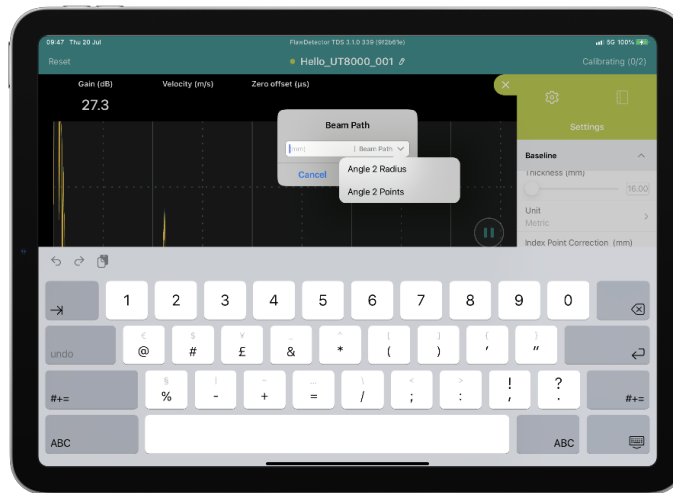 09:47 Thu 20 Jul
FlawDetector TDS 3.1.0 339 (9f2b61e)
5G 100%
Reset
Hello_UT8000_001
Calibrating (0/2)
Gain (dB)
Velocity (m/s)
Zero offset (µs)
27.3
Settings
Beam Path
[mm]
Beam Path
Cancel
Angle 2 Radius
Angle 2 Points
Baseline
Thickness (mm)
16.00
Unit
Metric
Index Point Correction (mm)
1 2 3 4 5 6 7 8 9 0
undo
€ $ ¥ _ ^ [ ] { }
@ # £ & * ( ) ' "
§ | ~ … \ < > ! ?
#+= % - + = / ; : , . #+=
ABC
ABC